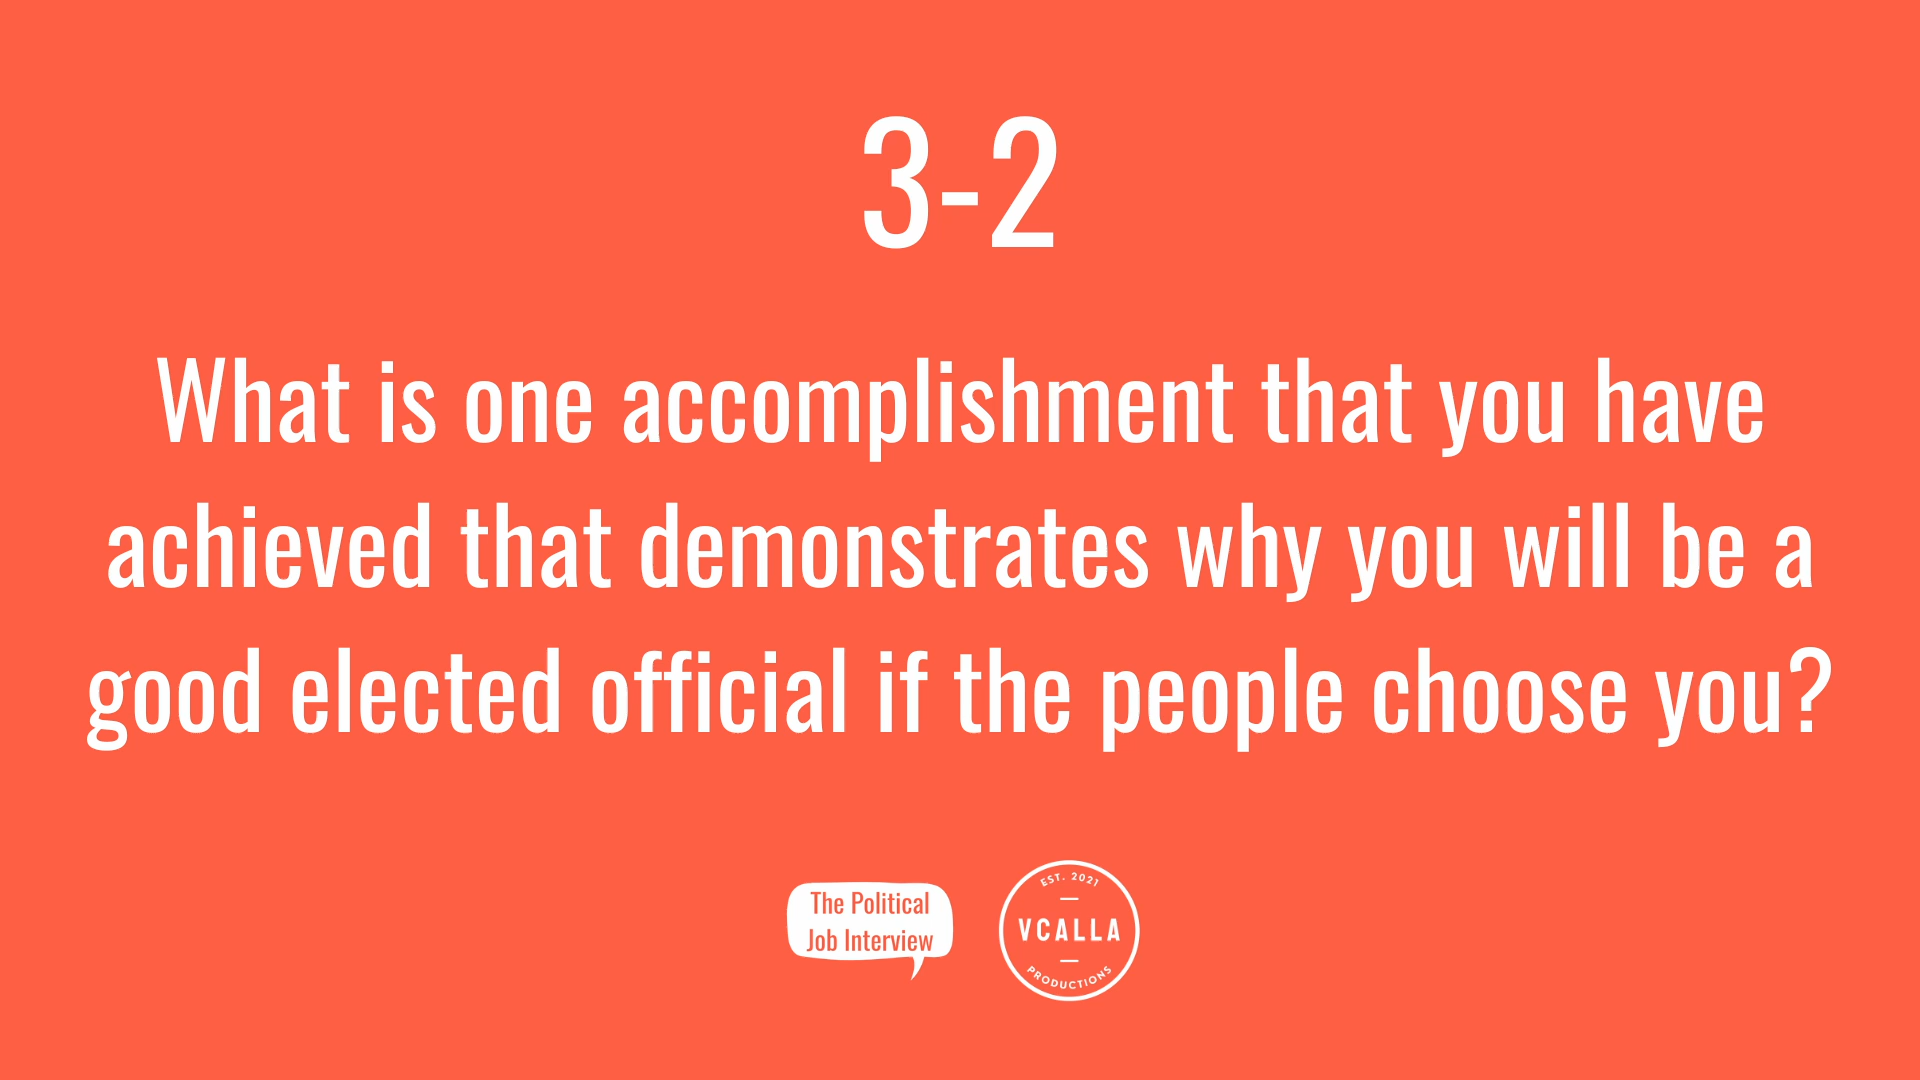 3-2
What is one accomplishment that you have
achieved that demonstrates why you will be a
good elected official if the people choose you?
The Political
Job Interview
EST. 2021
VCALLA
PRODUCTIONS